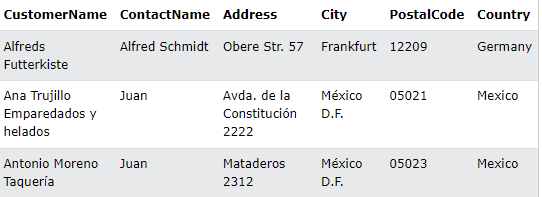 CustomerName ContactName Address City PostalCode Country
Alfreds Futterkiste Alfred Schmidt Obere Str. 57 Frankfurt 12209 Germany
Ana Trujillo Emparedados y helados Juan Avda. de la Constitución 2222 México D.F. 05021 Mexico
Antonio Moreno Taquería Juan Mataderos 2312 México D.F. 05023 Mexico